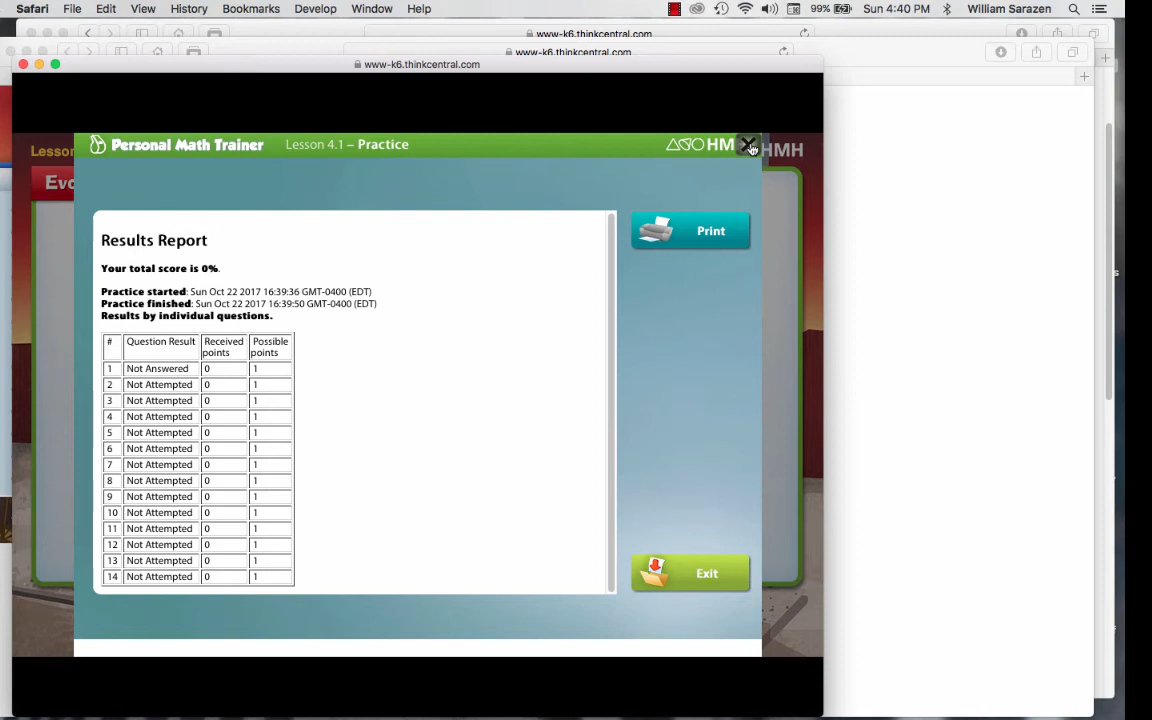 Safari File Edit View History Bookmarks Develop Window Help 99% Sun 4:40 PM William Sarazen
www-k6.thinkcentral.com
www-k6.thinkcentral.com
www-k6.thinkcentral.com
Personal Math Trainer Lesson 4.1 – Practice HM
HMH
Results Report
Print
Your total score is 0%.
Practice started: Sun Oct 22 2017 16:39:36 GMT-0400 (EDT)
Practice finished: Sun Oct 22 2017 16:39:50 GMT-0400 (EDT)
Results by individual questions.
# Question Result Received points Possible points
1 Not Answered 0 1
2 Not Attempted 0 1
3 Not Attempted 0 1
4 Not Attempted 0 1
5 Not Attempted 0 1
6 Not Attempted 0 1
7 Not Attempted 0 1
8 Not Attempted 0 1
9 Not Attempted 0 1
10 Not Attempted 0 1
11 Not Attempted 0 1
12 Not Attempted 0 1
13 Not Attempted 0 1
14 Not Attempted 0 1
Exit